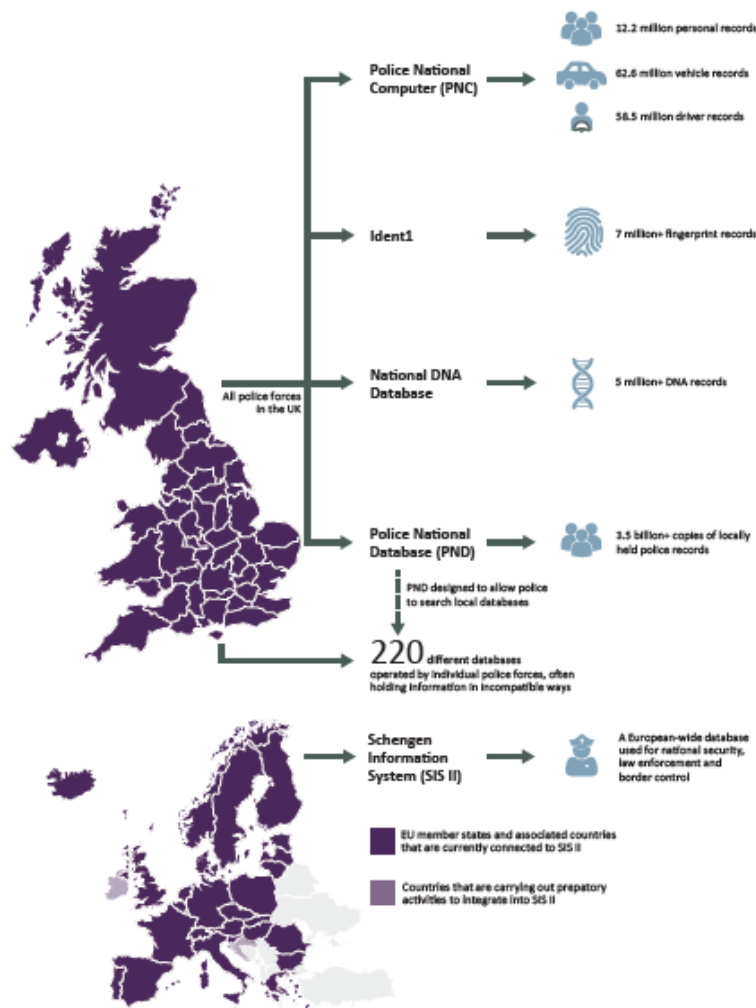 12.2 million personal records
Police National
Computer (PNC)
62.6 million vehicle records
58.5 million driver records
Ident1
7 million+ fingerprint records
All police forces
in the UK
National DNA
Database
5 million+ DNA records
Police National
Database (PND)
3.5 billion+ copies of locally
held police records
PND designed to allow police
to search local databases
220 different databases
operated by individual police forces, often
holding information in incompatible ways
Schengen
Information
System (SIS II)
A European-wide database
used for national security,
law enforcement and
border control
EU member states and associated countries
that are currently connected to SIS II
Countries that are carrying out prepatory
activities to integrate into SIS II